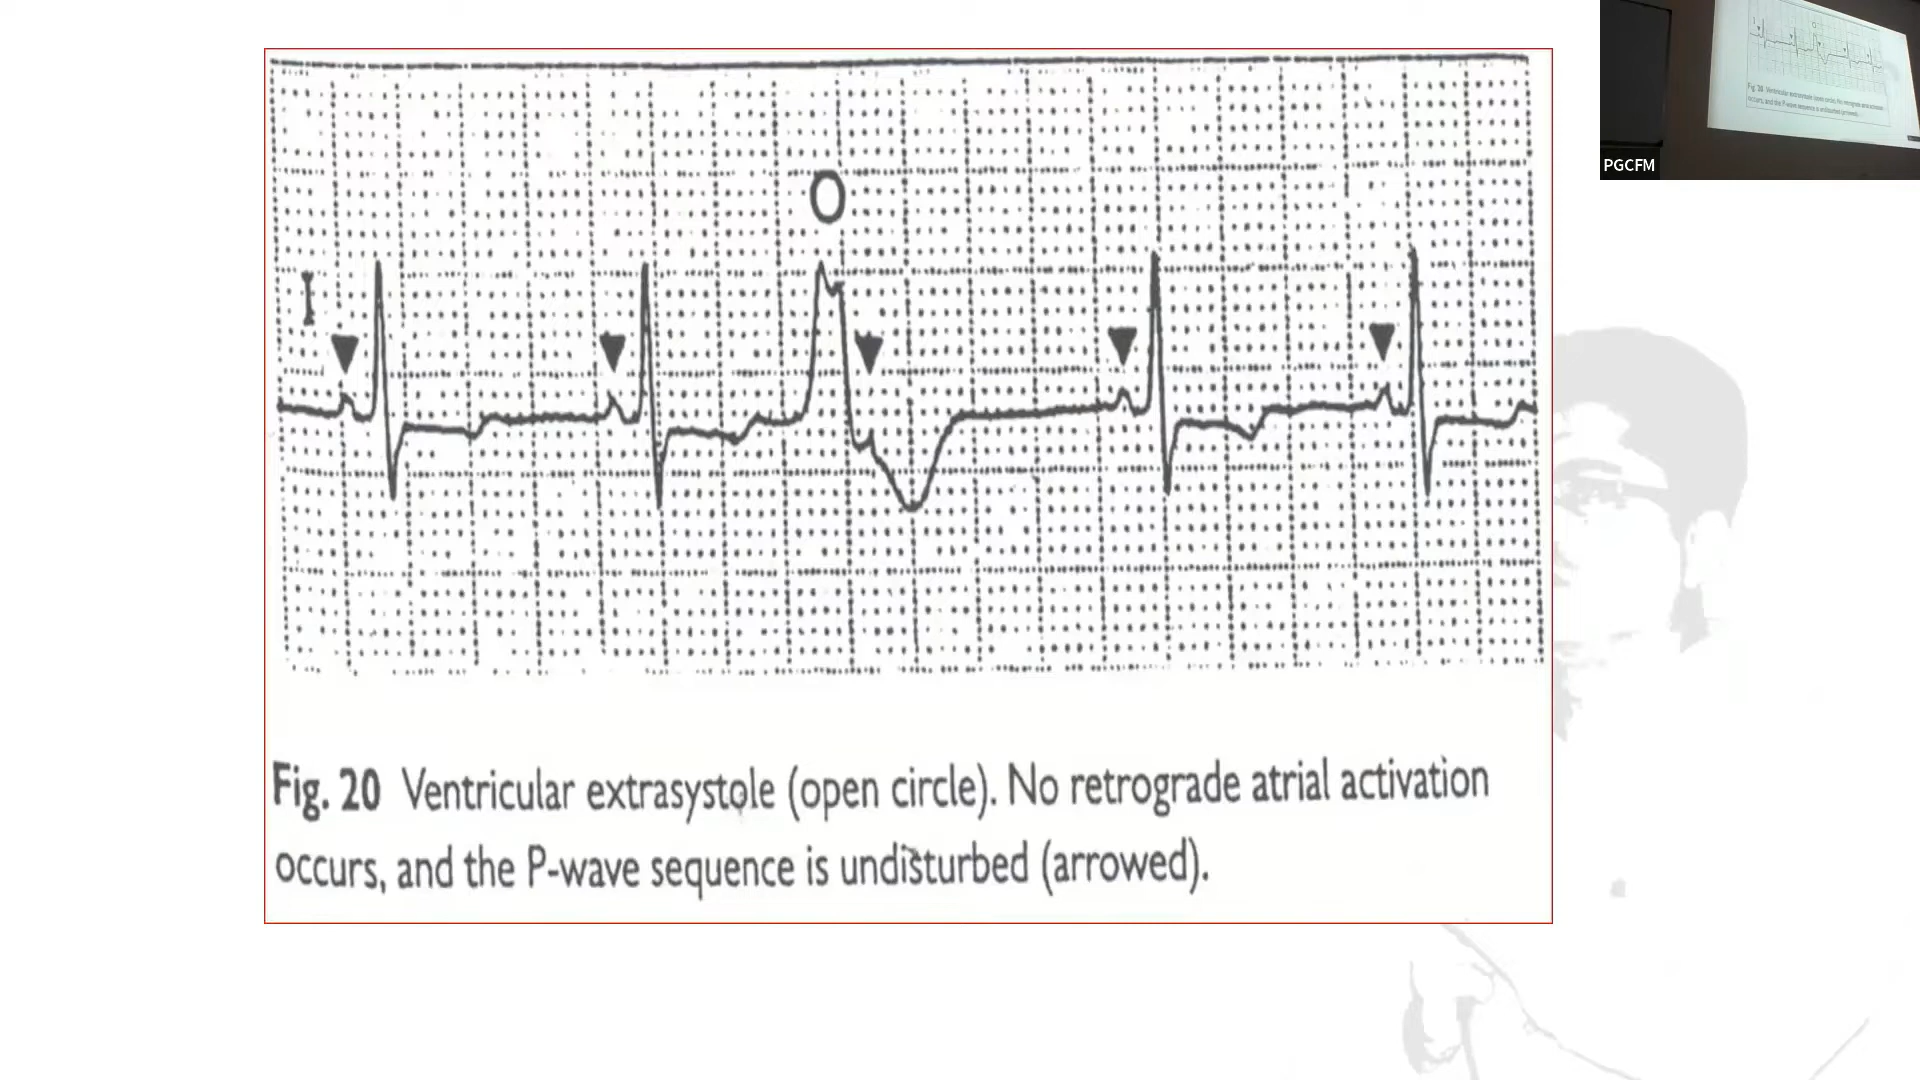 PGCFM
O
I
Fig. 20 Ventricular extrasystole (open circle). No retrograde atrial activation
occurs, and the P-wave sequence is undisturbed (arrowed).